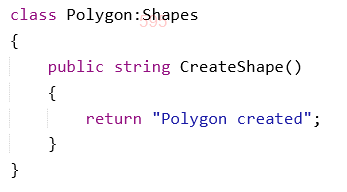 class Polygon:Shapes
{
    public string CreateShape()
    {
        return "Polygon created";
    }
}